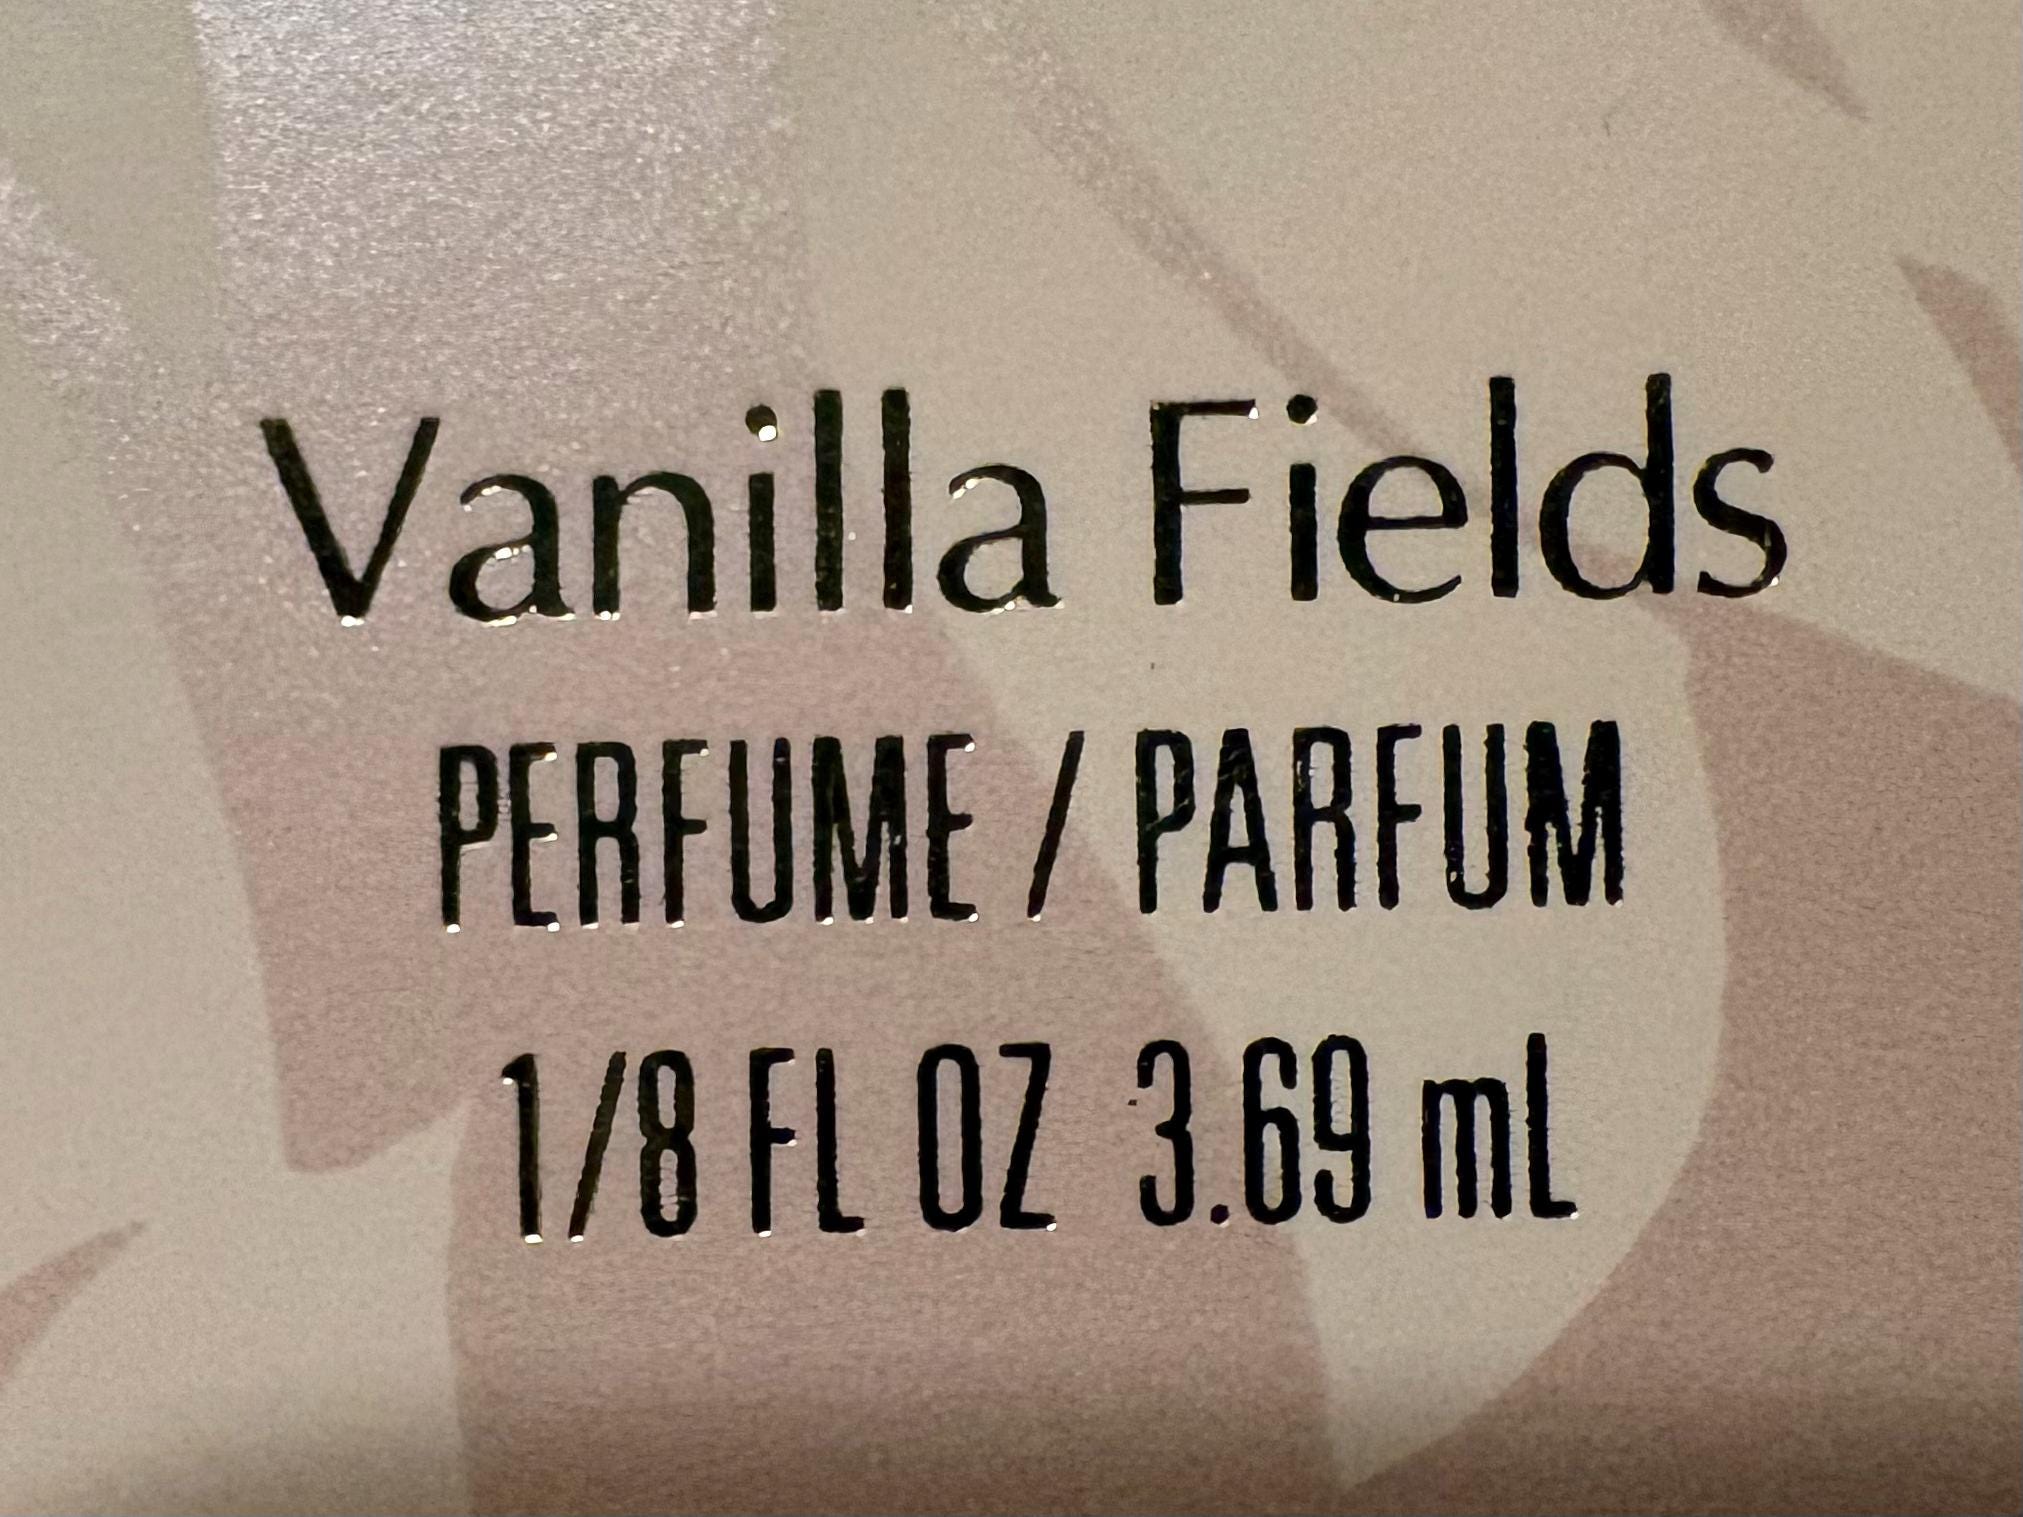 Vanilla Fields
PERFUME / PARFUM
1/8 FL OZ 3.69 mL